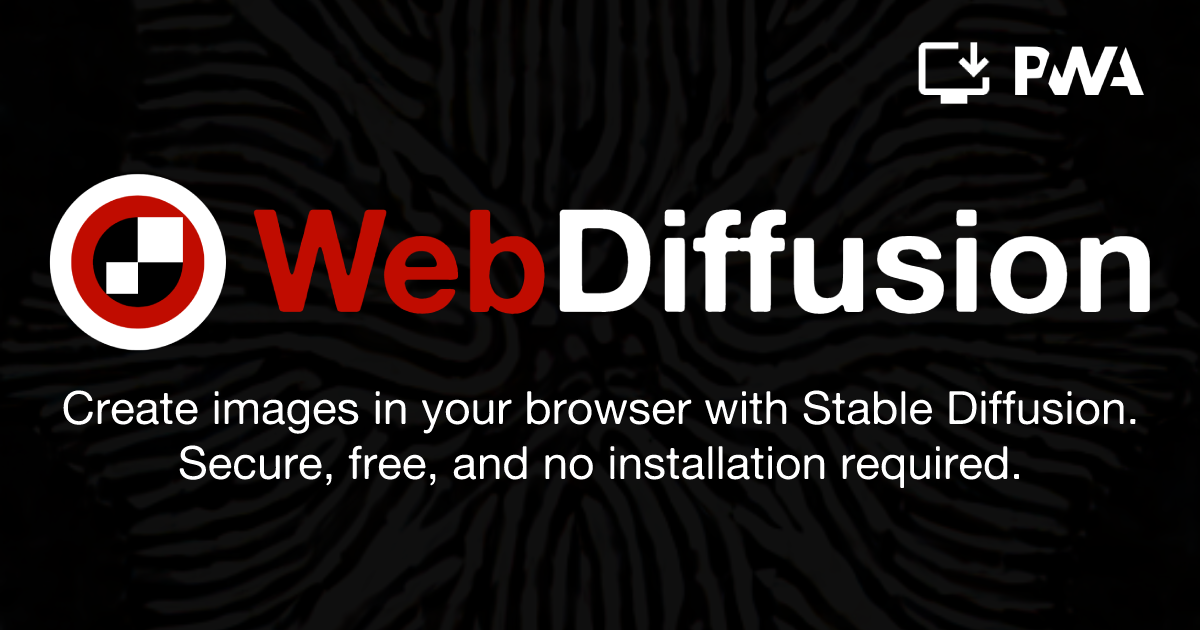 PWA
WebDiffusion
Create images in your browser with Stable Diffusion.
Secure, free, and no installation required.